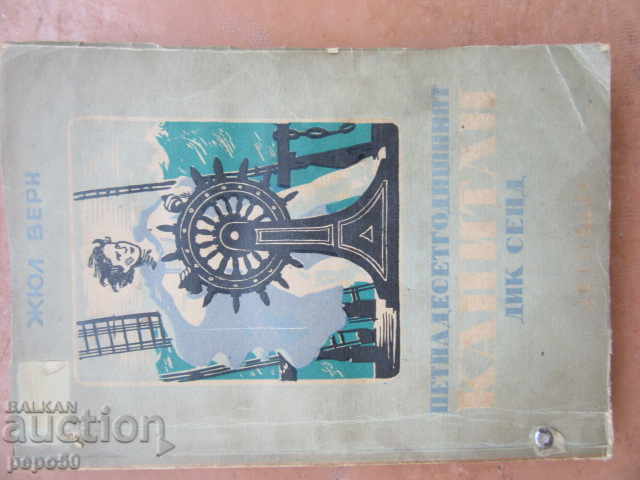 ЖЮЛ ВЕРН
ПЕТНАДЕСЕТГОДИШНИЯТ
КАПИТАН
ДИК СЕНД
BALKAN
auction
pepo50